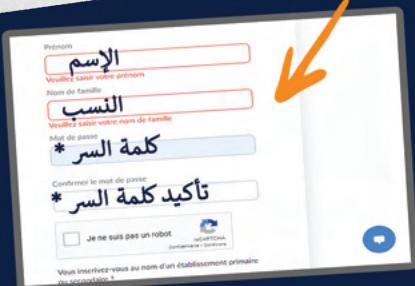 Prénom
الإسم
Veuillez saisir votre prénom
Nom de famille
النسب
Veuillez saisir votre nom de famille
Mot de passe
كلمة السر *
Confirmer le mot de passe
تأكيد كلمة السر *
Je ne suis pas un robot
reCAPTCHA
Confidentialité - Conditions
Vous inscrivez-vous au nom d'un établissement primaire
ou secondaire ?